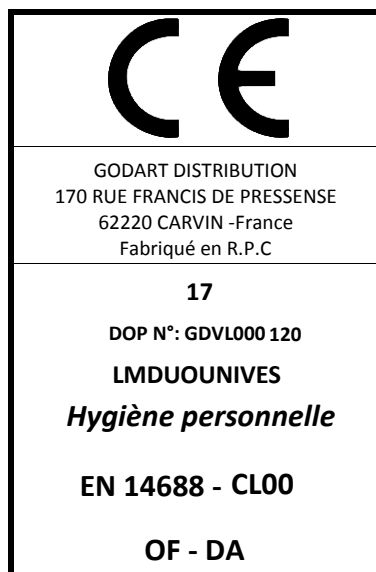 CE
GODART DISTRIBUTION
170 RUE FRANCIS DE PRESSENSE
62220 CARVIN -France
Fabriqué en R.P.C
17
DOP N°: GDVL000 120
LMDUOUNIVES
Hygiène personnelle
EN 14688 - CL00
OF - DA